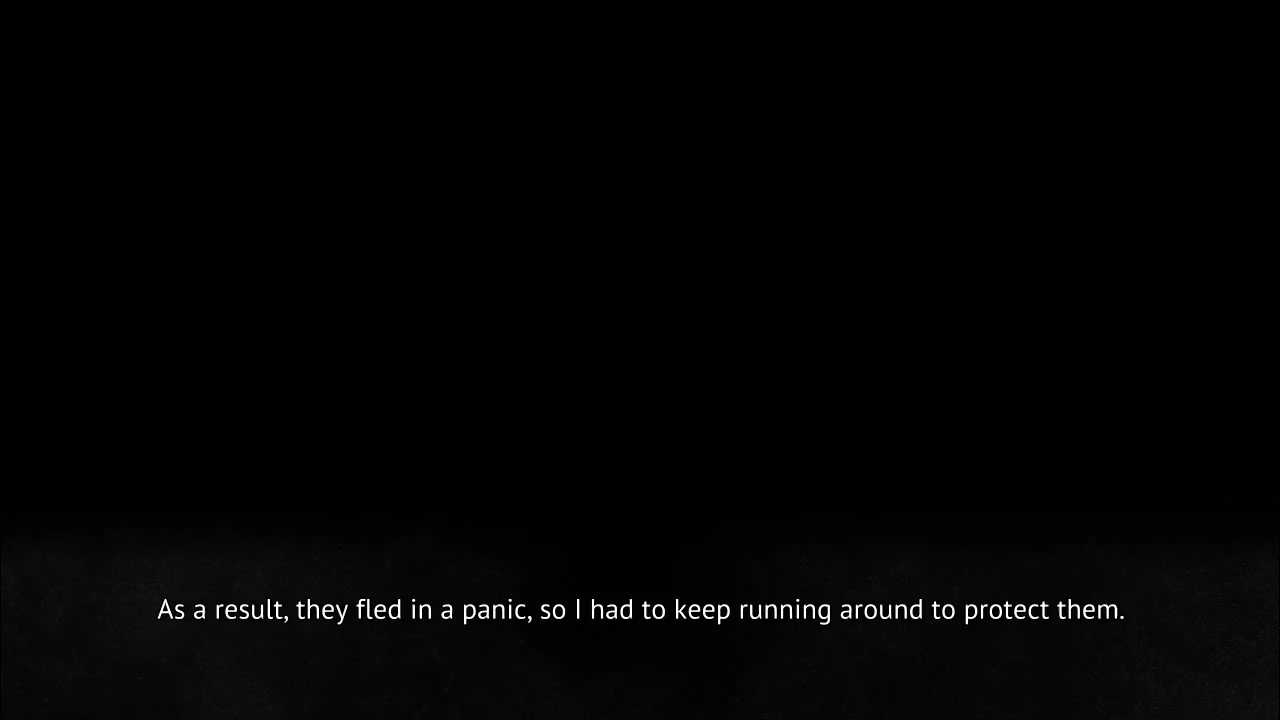 As a result, they fled in a panic, so I had to keep running around to protect them.